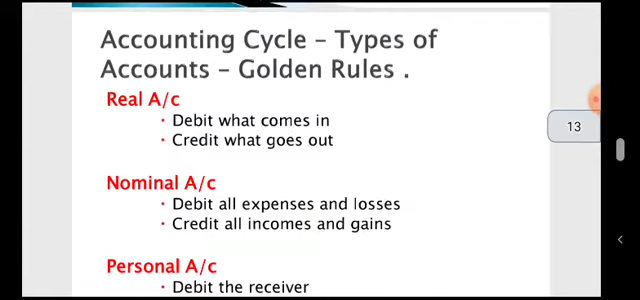 Accounting Cycle – Types of
Accounts – Golden Rules .
Real A/c
• Debit what comes in
• Credit what goes out
13
Nominal A/c
• Debit all expenses and losses
• Credit all incomes and gains
Personal A/c
• Debit the receiver